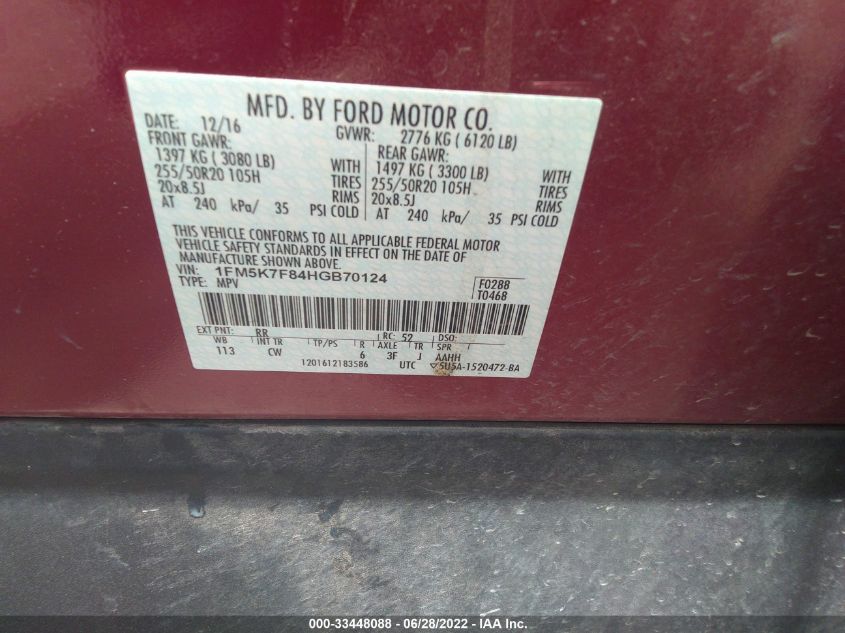 MFD. BY FORD MOTOR CO.
DATE: 12/16 GVWR: 2776 KG ( 6120 LB)
FRONT GAWR: REAR GAWR:
1397 KG ( 3080 LB) WITH 1497 KG ( 3300 LB) WITH
255/50R20 105H TIRES 255/50R20 105H TIRES
20x8.5J RIMS 20x8.5J RIMS
AT 240 kPa/ 35 PSI COLD AT 240 kPa/ 35 PSI COLD
THIS VEHICLE CONFORMS TO ALL APPLICABLE FEDERAL MOTOR
VEHICLE SAFETY STANDARDS IN EFFECT ON THE DATE OF
MANUFACTURE SHOWN ABOVE.
VIN: 1FM5K7F84HGB70124 F0288
TYPE: MPV T0468
EXT PNT: RR RC: 52 DSO:
WB INT TR TP/PS R AXLE TR SPR
113 CW 6 3F J AAHH
1201612183586 UTC ▽5U5A-1520472-BA
000-33448088 - 06/28/2022 - IAAI.COM